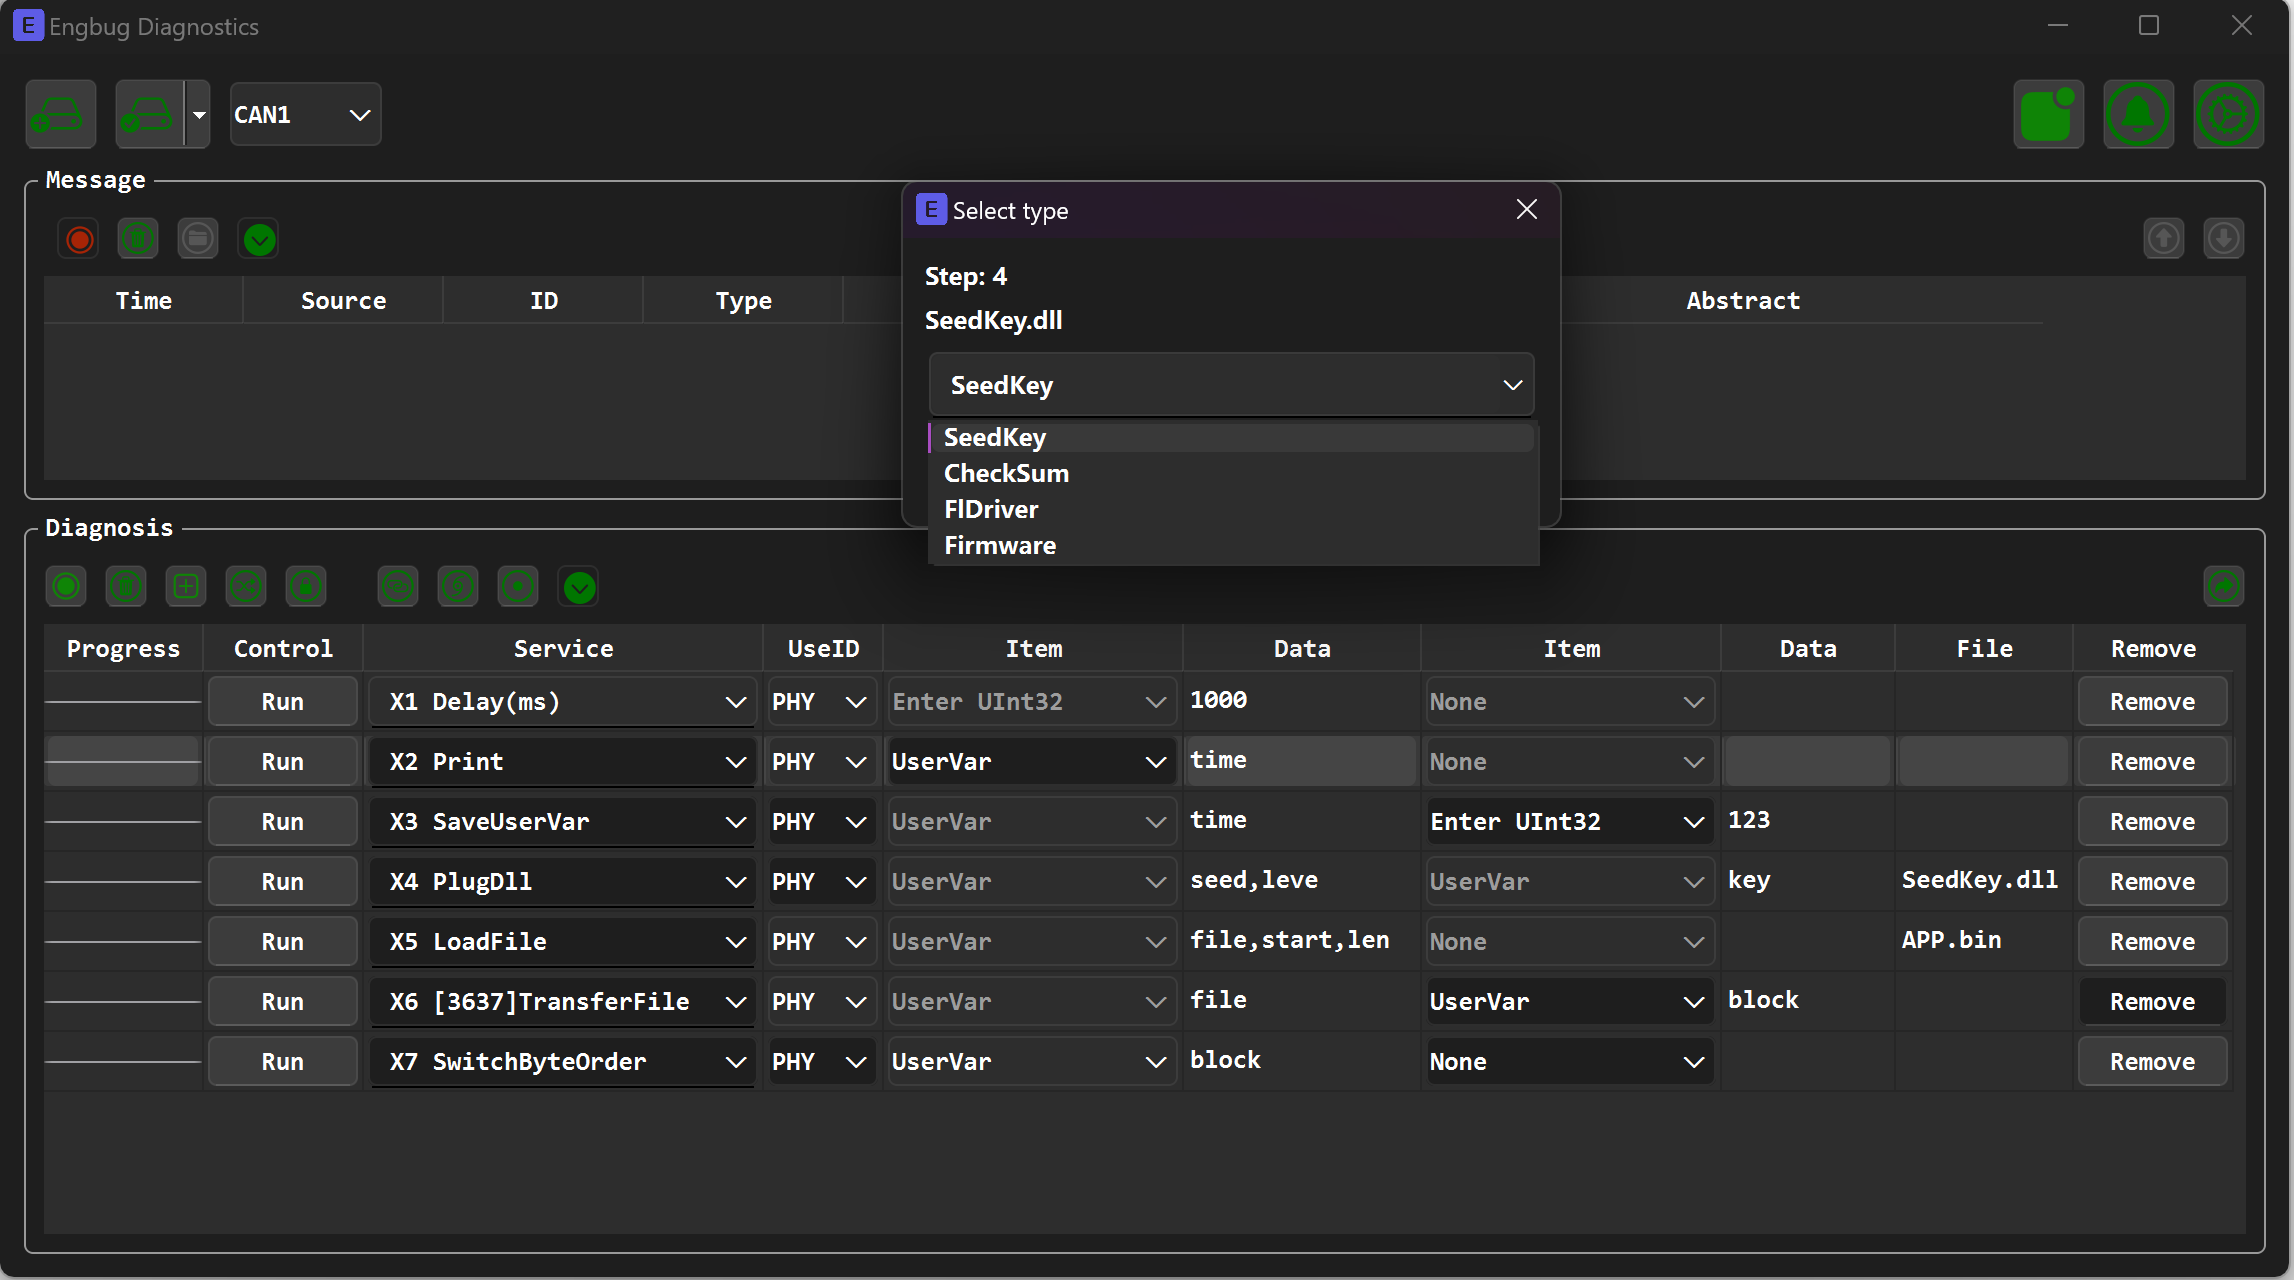 E Engbug Diagnostics
CAN1
Message
Time Source ID Type Abstract
E Select type
Step: 4
SeedKey.dll
SeedKey
SeedKey
CheckSum
FlDriver
Firmware
Diagnosis
Progress Control Service UseID Item Data Item Data File Remove
Run X1 Delay(ms) PHY Enter UInt32 1000 None Remove
Run X2 Print PHY UserVar time None Remove
Run X3 SaveUserVar PHY UserVar time Enter UInt32 123 Remove
Run X4 PlugDll PHY UserVar seed,leve UserVar key SeedKey.dll Remove
Run X5 LoadFile PHY UserVar file,start,len None APP.bin Remove
Run X6 [3637]TransferFile PHY UserVar file UserVar block Remove
Run X7 SwitchByteOrder PHY UserVar block None Remove